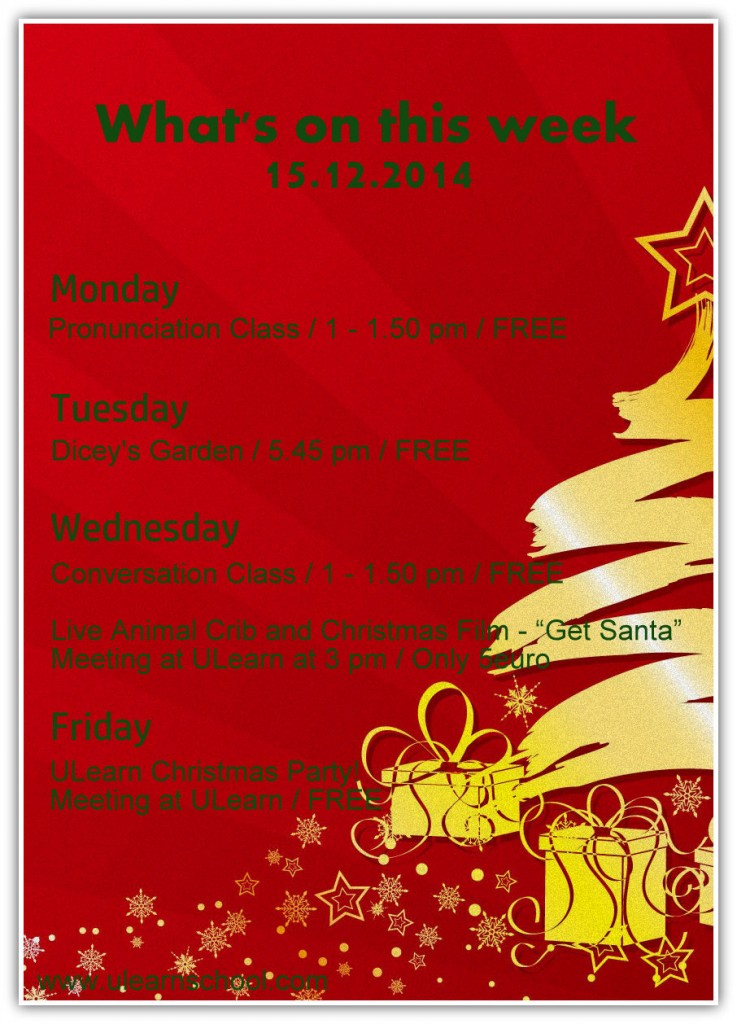 What's on this week
15.12.2014
Monday
Pronunciation Class / 1 - 1.50 pm / FREE
Tuesday
Dicey's Garden / 5.45 pm / FREE
Wednesday
Conversation Class / 1 - 1.50 pm / FREE
Live Animal Crib and Christmas Film - “Get Santa”
Meeting at ULearn at 3 pm / Only 5euro
Friday
ULearn Christmas Party!
Meeting at ULearn / FREE
www.ulearnschool.com